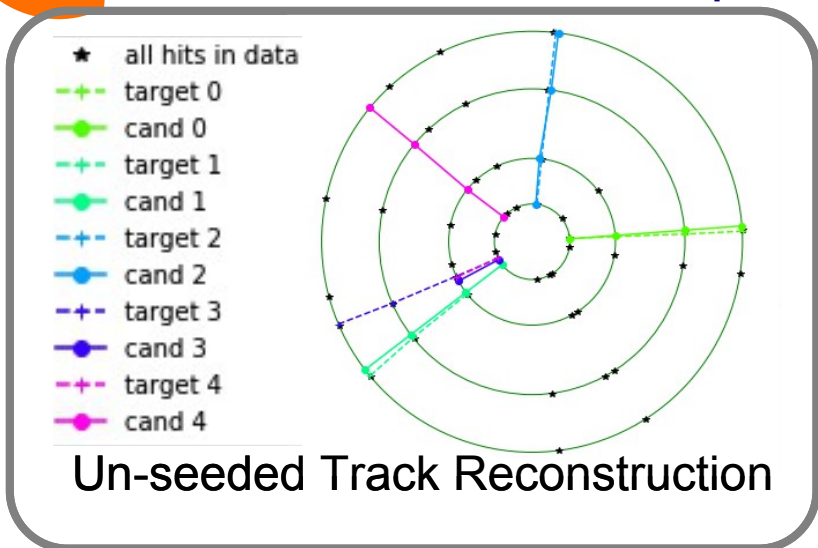 all hits in data
target 0
cand 0
target 1
cand 1
target 2
cand 2
target 3
cand 3
target 4
cand 4
Un-seeded Track Reconstruction